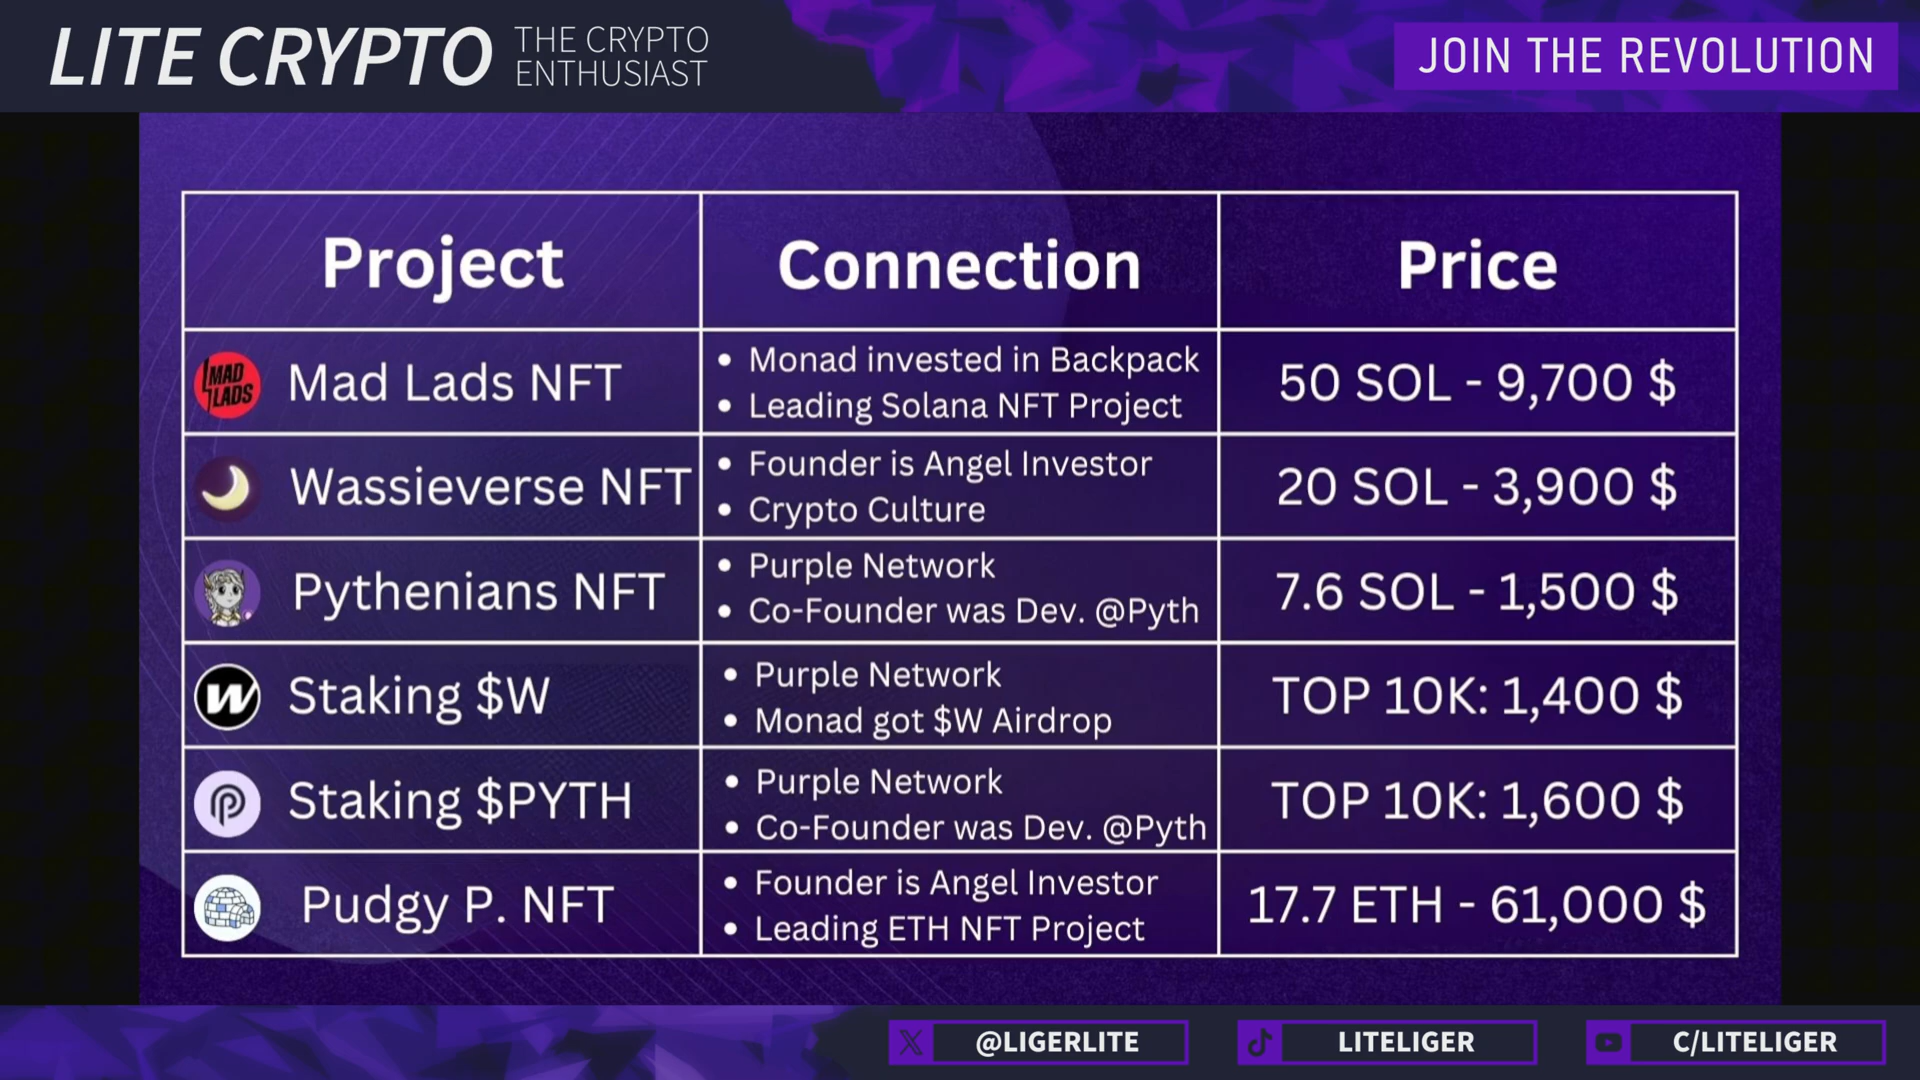 LITE CRYPTO
THE CRYPTO
ENTHUSIAST
JOIN THE REVOLUTION
Project
Connection
Price
MAD
LADS
Mad Lads NFT
• Monad invested in Backpack
• Leading Solana NFT Project
50 SOL - 9,700 $
Wassieverse NFT
• Founder is Angel Investor
• Crypto Culture
20 SOL - 3,900 $
Pythenians NFT
• Purple Network
• Co-Founder was Dev. @Pyth
7.6 SOL - 1,500 $
W
Staking $W
• Purple Network
• Monad got $W Airdrop
TOP 10K: 1,400 $
Staking $PYTH
• Purple Network
• Co-Founder was Dev. @Pyth
TOP 10K: 1,600 $
Pudgy P. NFT
• Founder is Angel Investor
• Leading ETH NFT Project
17.7 ETH - 61,000 $
@LIGERLITE
LITELIGER
C/LITELIGER